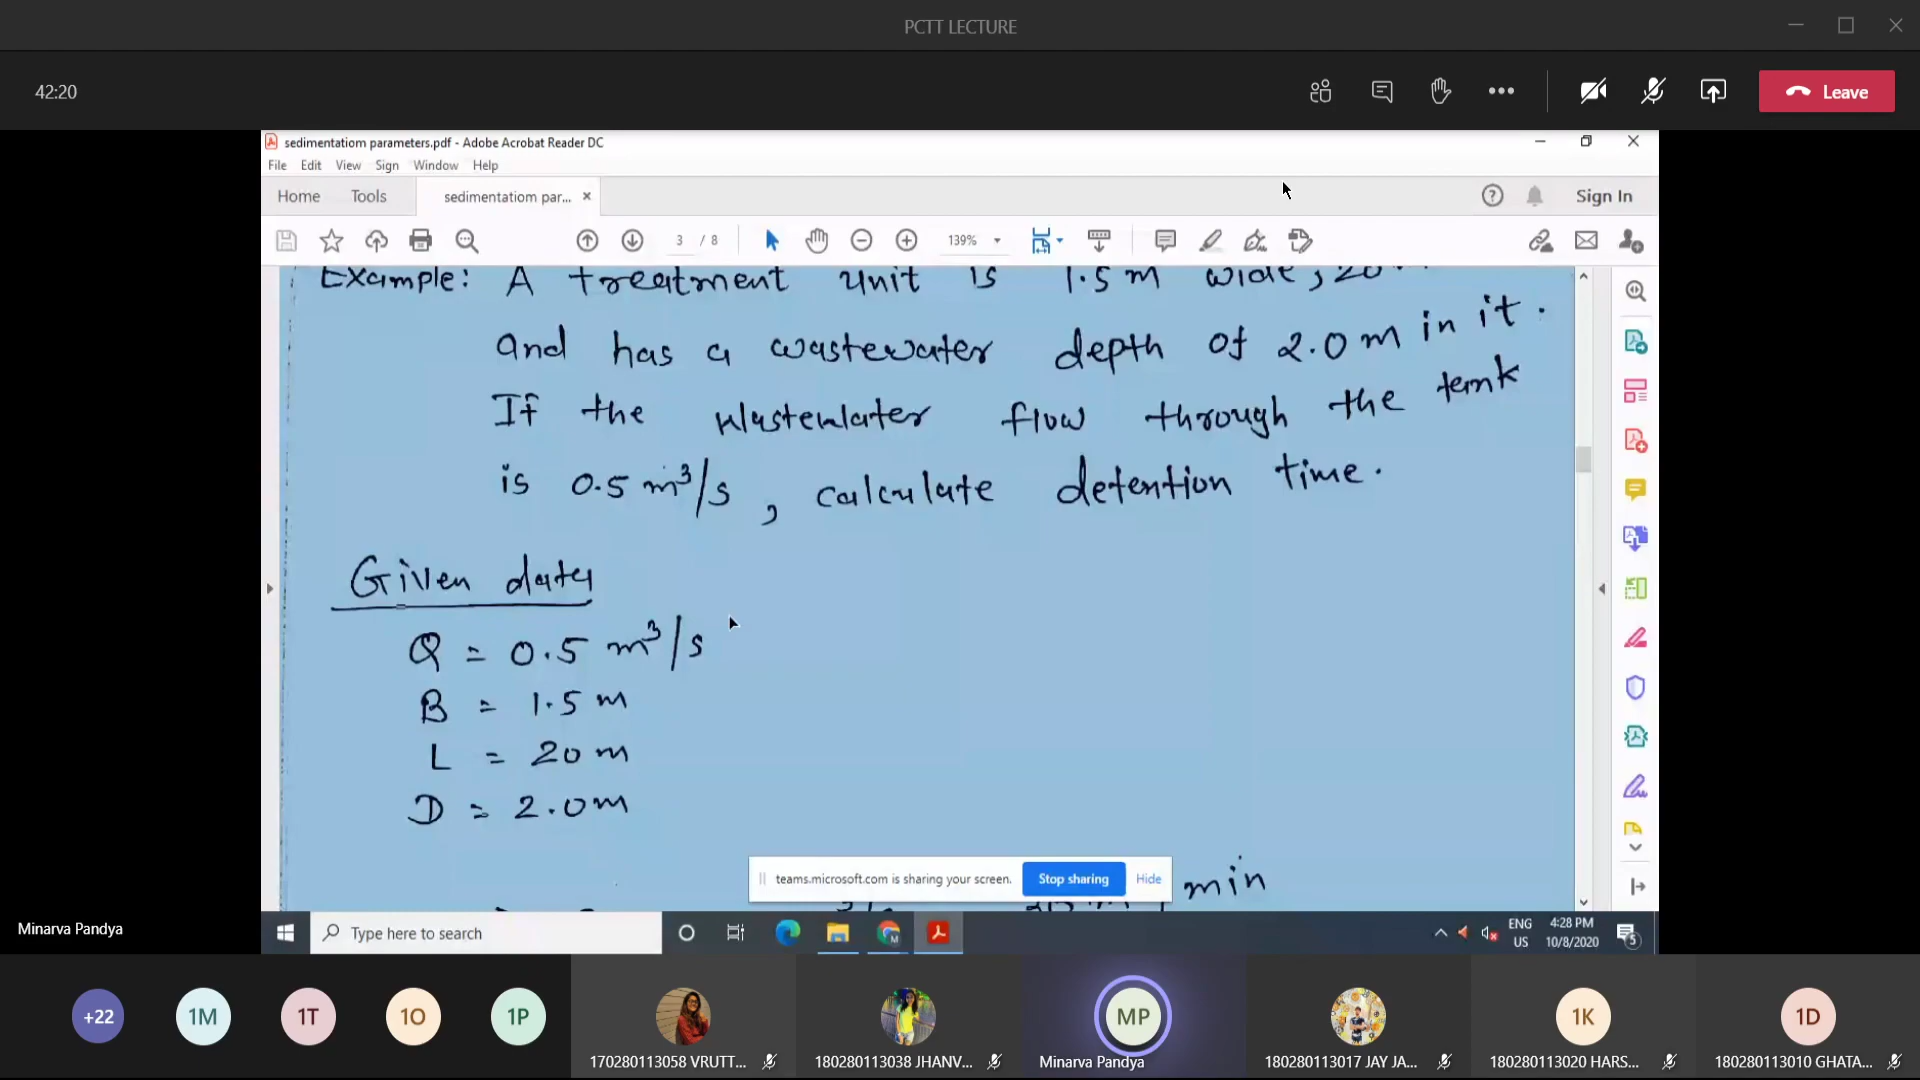 PCTT LECTURE
42:20
Leave
sedimentatiom parameters.pdf - Adobe Acrobat Reader DC
File Edit View Window Sign Help
Home Tools sedimentatiom par... × Sign In
3 / 8 139%
Example: A treatment unit is 1.5 m wide, 20
and has a wastewater depth of 2.0 m in it.
If the wastewater flow through the tank
is 0.5 m³/s, calculate detention time.
Given data
Q = 0.5 m³/s
B = 1.5 m
L = 20 m
D = 2.0 m
min
teams.microsoft.com is sharing your screen. Stop sharing Hide
Minarva Pandya
Type here to search
ENG
US
4:28 PM
10/8/2020
5
+22 1M 1T 1O 1P MP 1K 1D
170280113058 VRUTT... 180280113038 JHANV... Minarva Pandya 180280113017 JAY JA... 180280113020 HARS... 180280113010 GHATA...